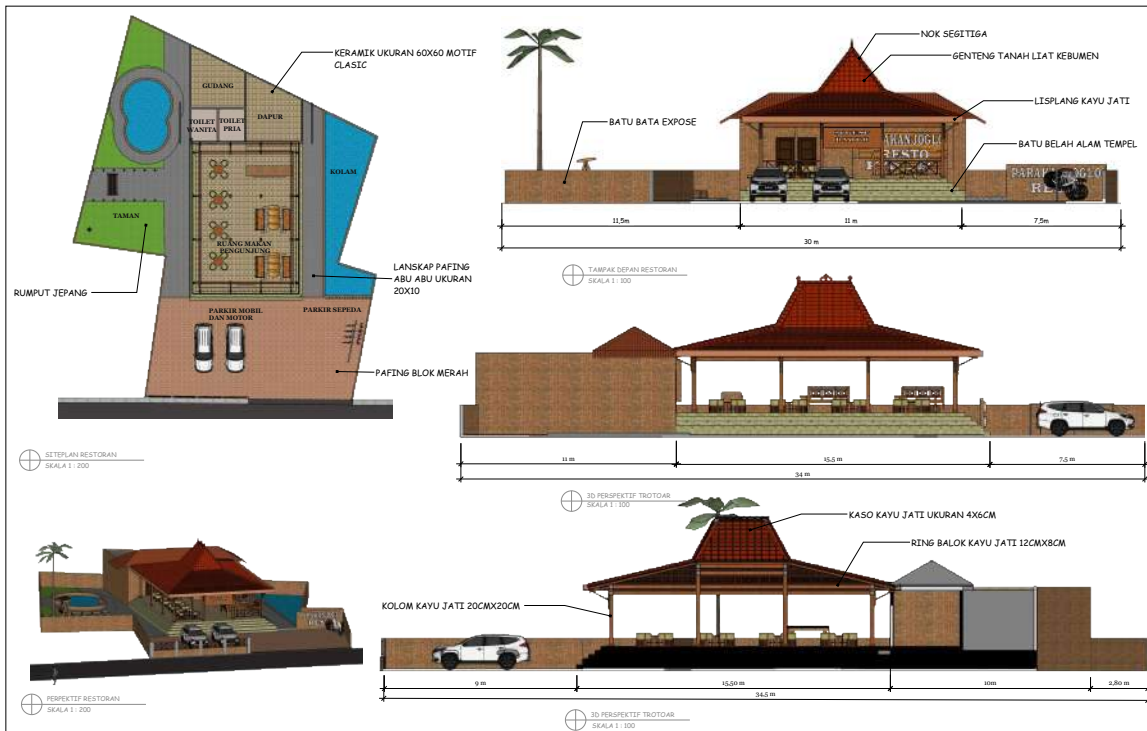 KERAMIK UKURAN 60X60 MOTIF
CLASIC
GUDANG
TOILET
WANITA
TOILET
PRIA
DAPUR
KOLAM
TAMAN
RUANG MAKAN
PENGUNJUNG
RUMPUT JEPANG
LANSKAP PAFING
ABU ABU UKURAN
20X10
PARKIR MOBIL
DAN MOTOR
PARKIR SEPEDA
PAFING BLOK MERAH
SITEPLAN RESTORAN
SKALA 1 : 200
NOK SEGITIGA
GENTENG TANAH LIAT KEBUMEN
LISPLANG KAYU JATI
BATU BATA EXPOSE
BATU BELAH ALAM TEMPEL
RESTO
11,5m
11 m
7,5m
30 m
TAMPAK DEPAN RESTORAN
SKALA 1 : 100
11 m
15,5 m
7,5 m
34 m
3D PERSPEKTIF TROTOAR
SKALA 1 : 100
KASO KAYU JATI UKURAN 4X6CM
RING BALOK KAYU JATI 12CMX8CM
KOLOM KAYU JATI 20CMX20CM
9 m
15,50 m
10m
2,80 m
34,5 m
3D PERSPEKTIF TROTOAR
SKALA 1 : 100
PERPEKTIF RESTORAN
SKALA 1 : 200